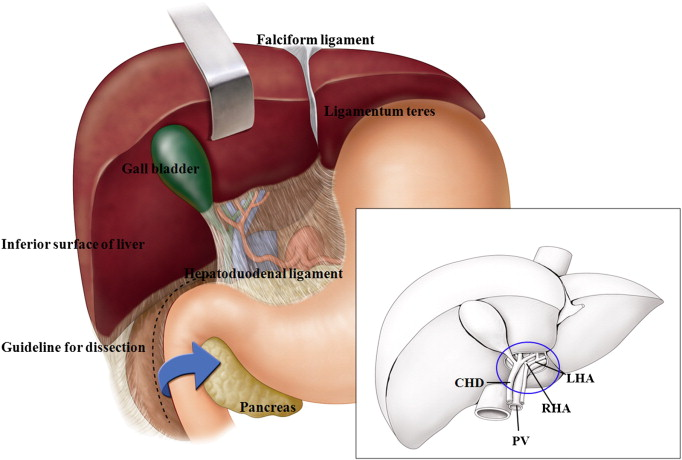 Falciform ligament
Ligamentum teres
Gall bladder
Inferior surface of liver
Hepatoduodenal ligament
Guideline for dissection
Pancreas
CHD
LHA
RHA
PV